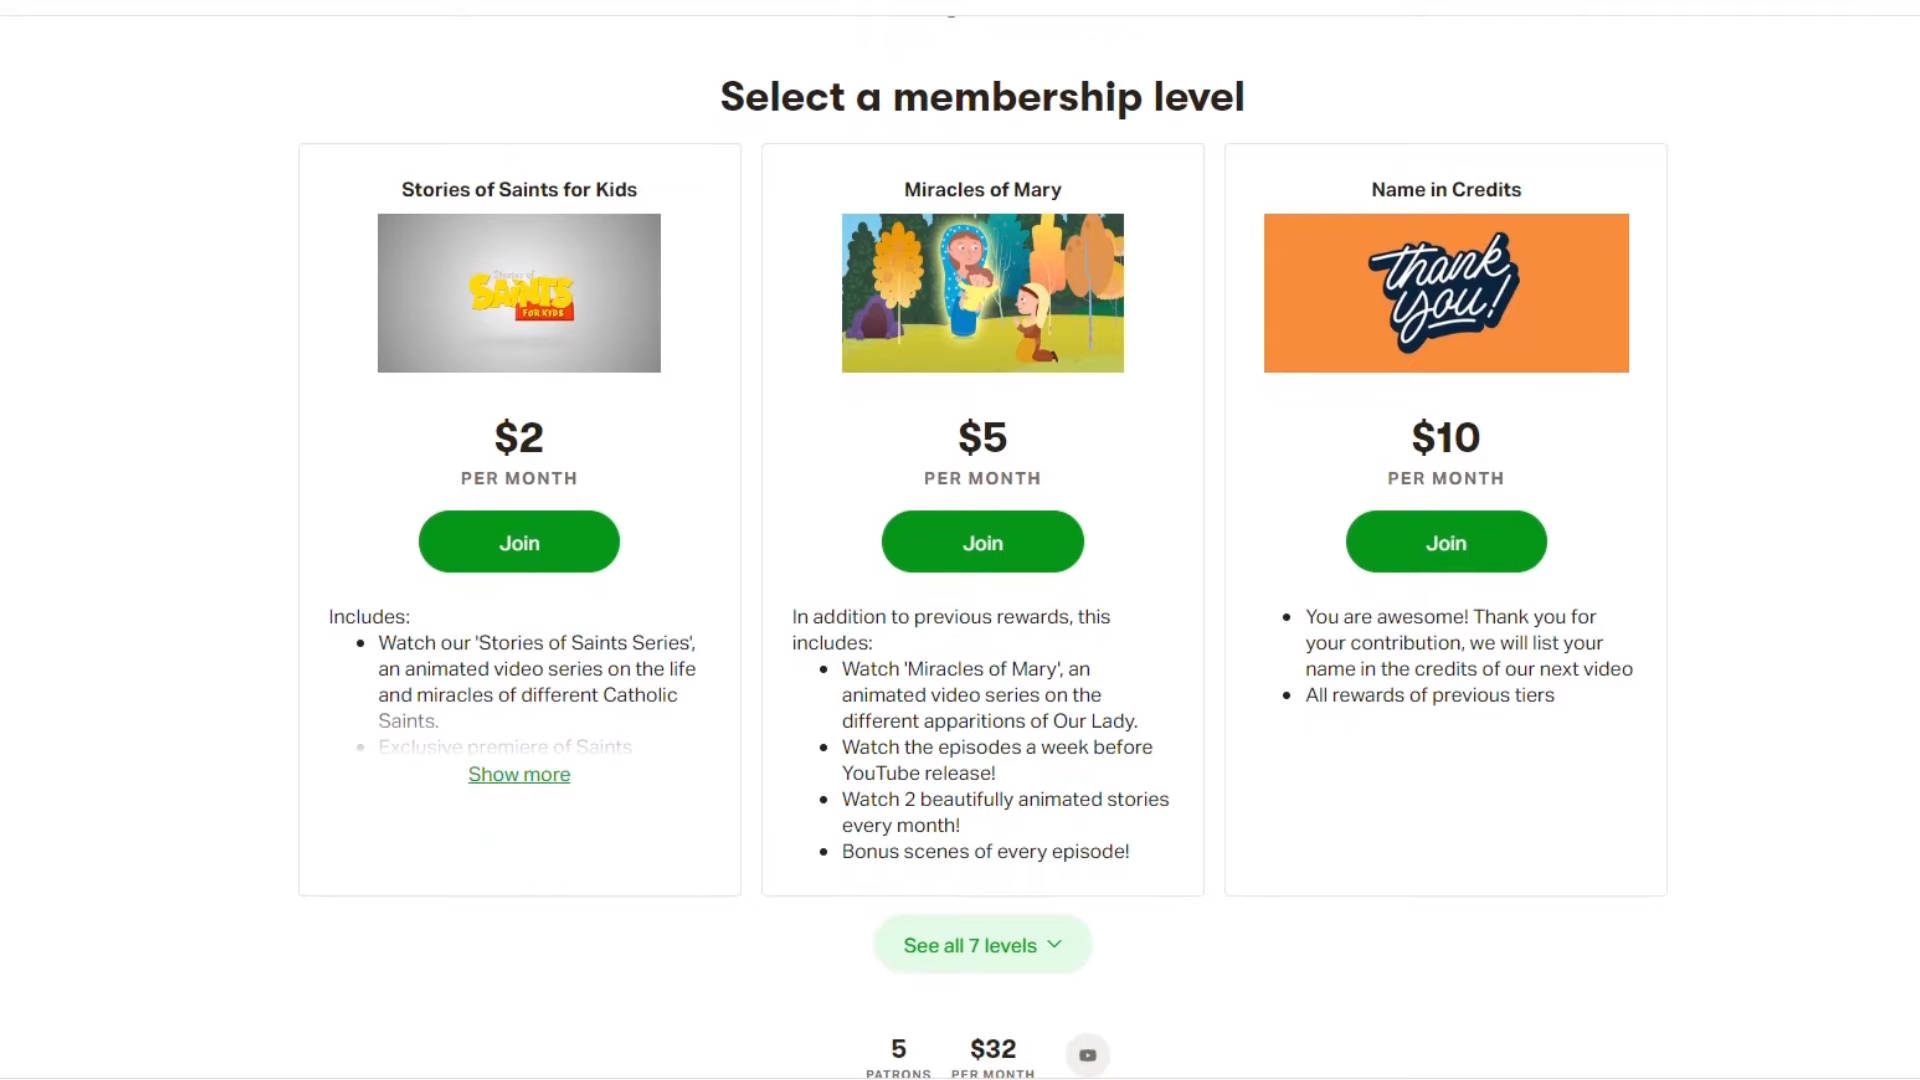 Select a membership level
Stories of Saints for Kids
Stories of
SAINTS
FOR KIDS
$2
PER MONTH
Join
Includes:
• Watch our 'Stories of Saints Series',
an animated video series on the life
and miracles of different Catholic
Saints.
• Exclusive premiere of Saints
Show more
Miracles of Mary
$5
PER MONTH
Join
In addition to previous rewards, this
includes:
• Watch 'Miracles of Mary', an
animated video series on the
different apparitions of Our Lady.
• Watch the episodes a week before
YouTube release!
• Watch 2 beautifully animated stories
every month!
• Bonus scenes of every episode!
Name in Credits
thank
you!
$10
PER MONTH
Join
• You are awesome! Thank you for
your contribution, we will list your
name in the credits of our next video
• All rewards of previous tiers
See all 7 levels
5
PATRONS
$32
PER MONTH